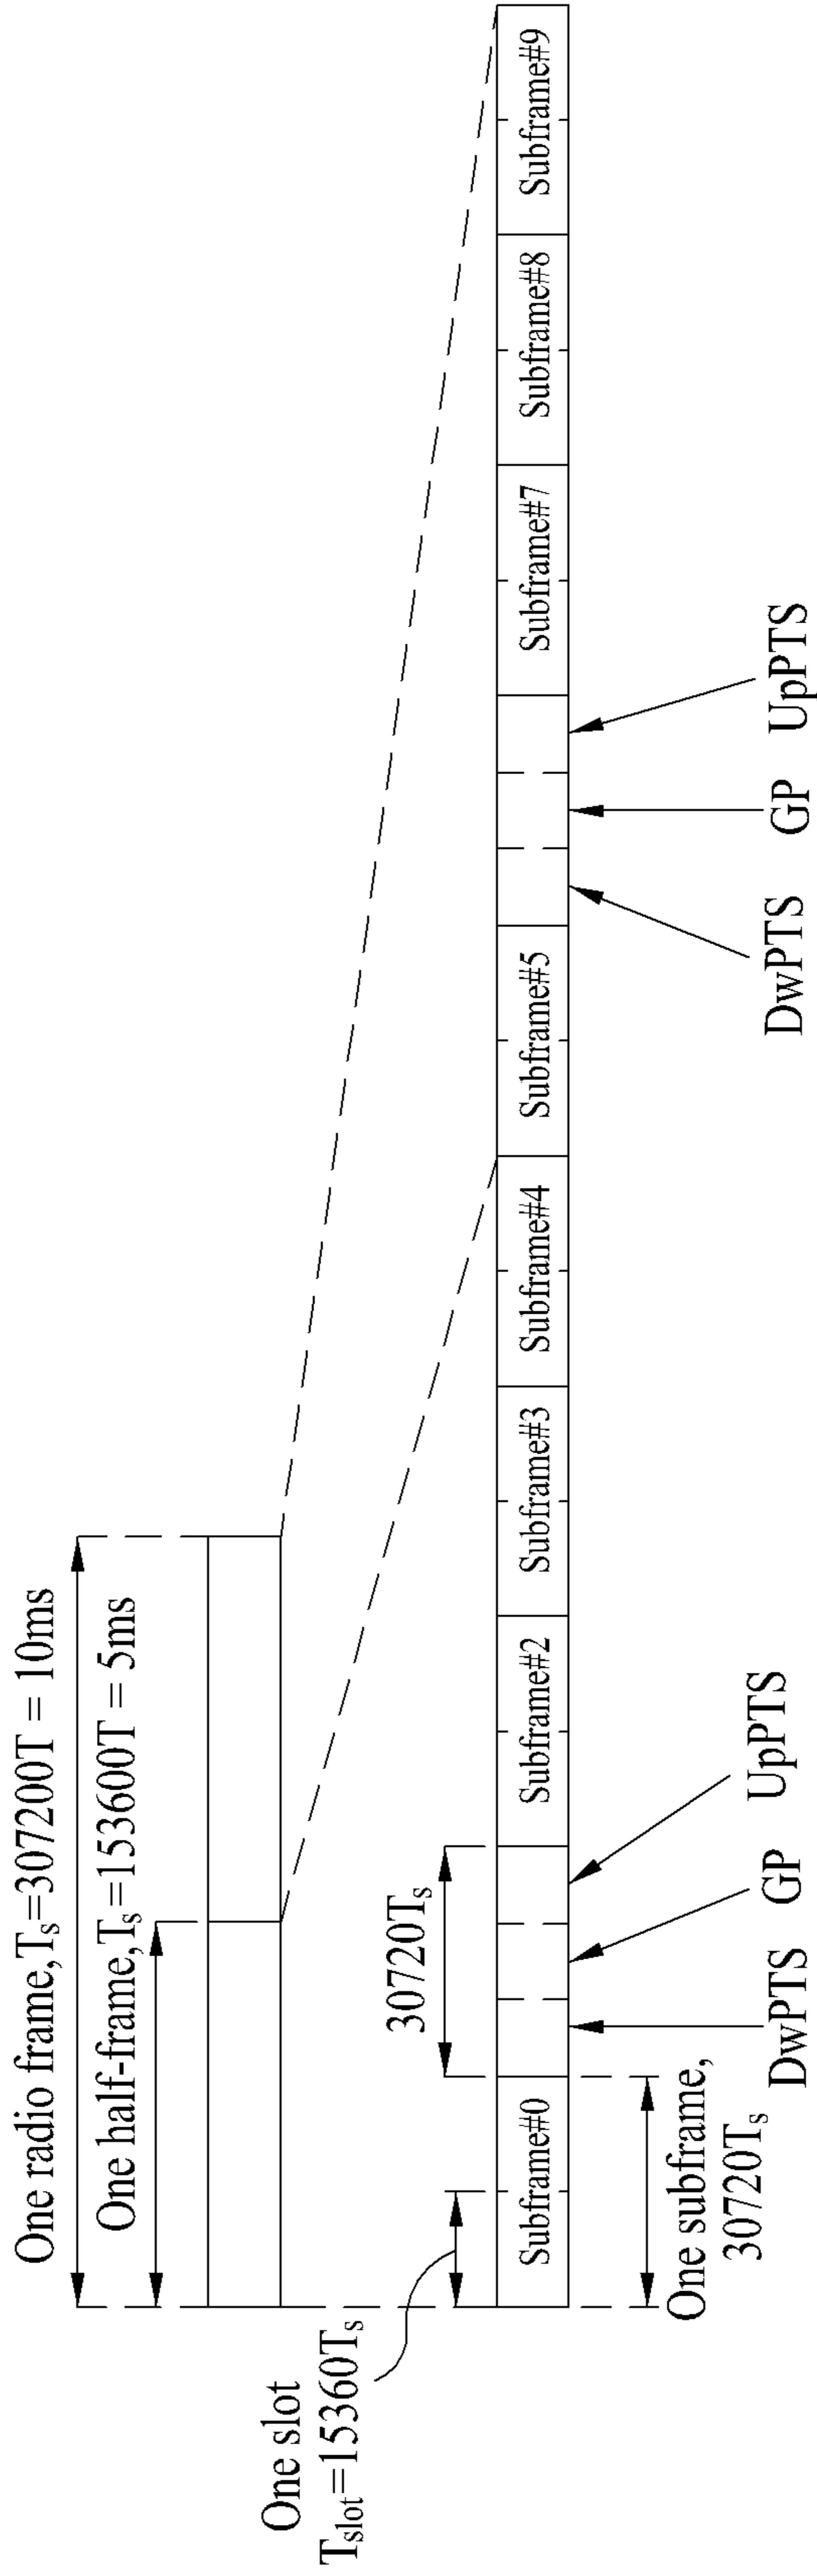 One radio frame,Ts=307200T = 10ms
One half-frame,Ts=153600T = 5ms
One slot
Tslot=15360Ts
30720Ts
Subframe#0
Subframe#2
Subframe#3
Subframe#4
Subframe#5
Subframe#7
Subframe#8
Subframe#9
One subframe,
30720Ts
DwPTS
GP
UpPTS
DwPTS
GP
UpPTS